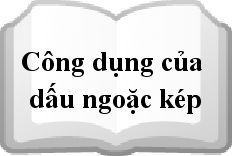 Công dụng của
dấu ngoặc kép